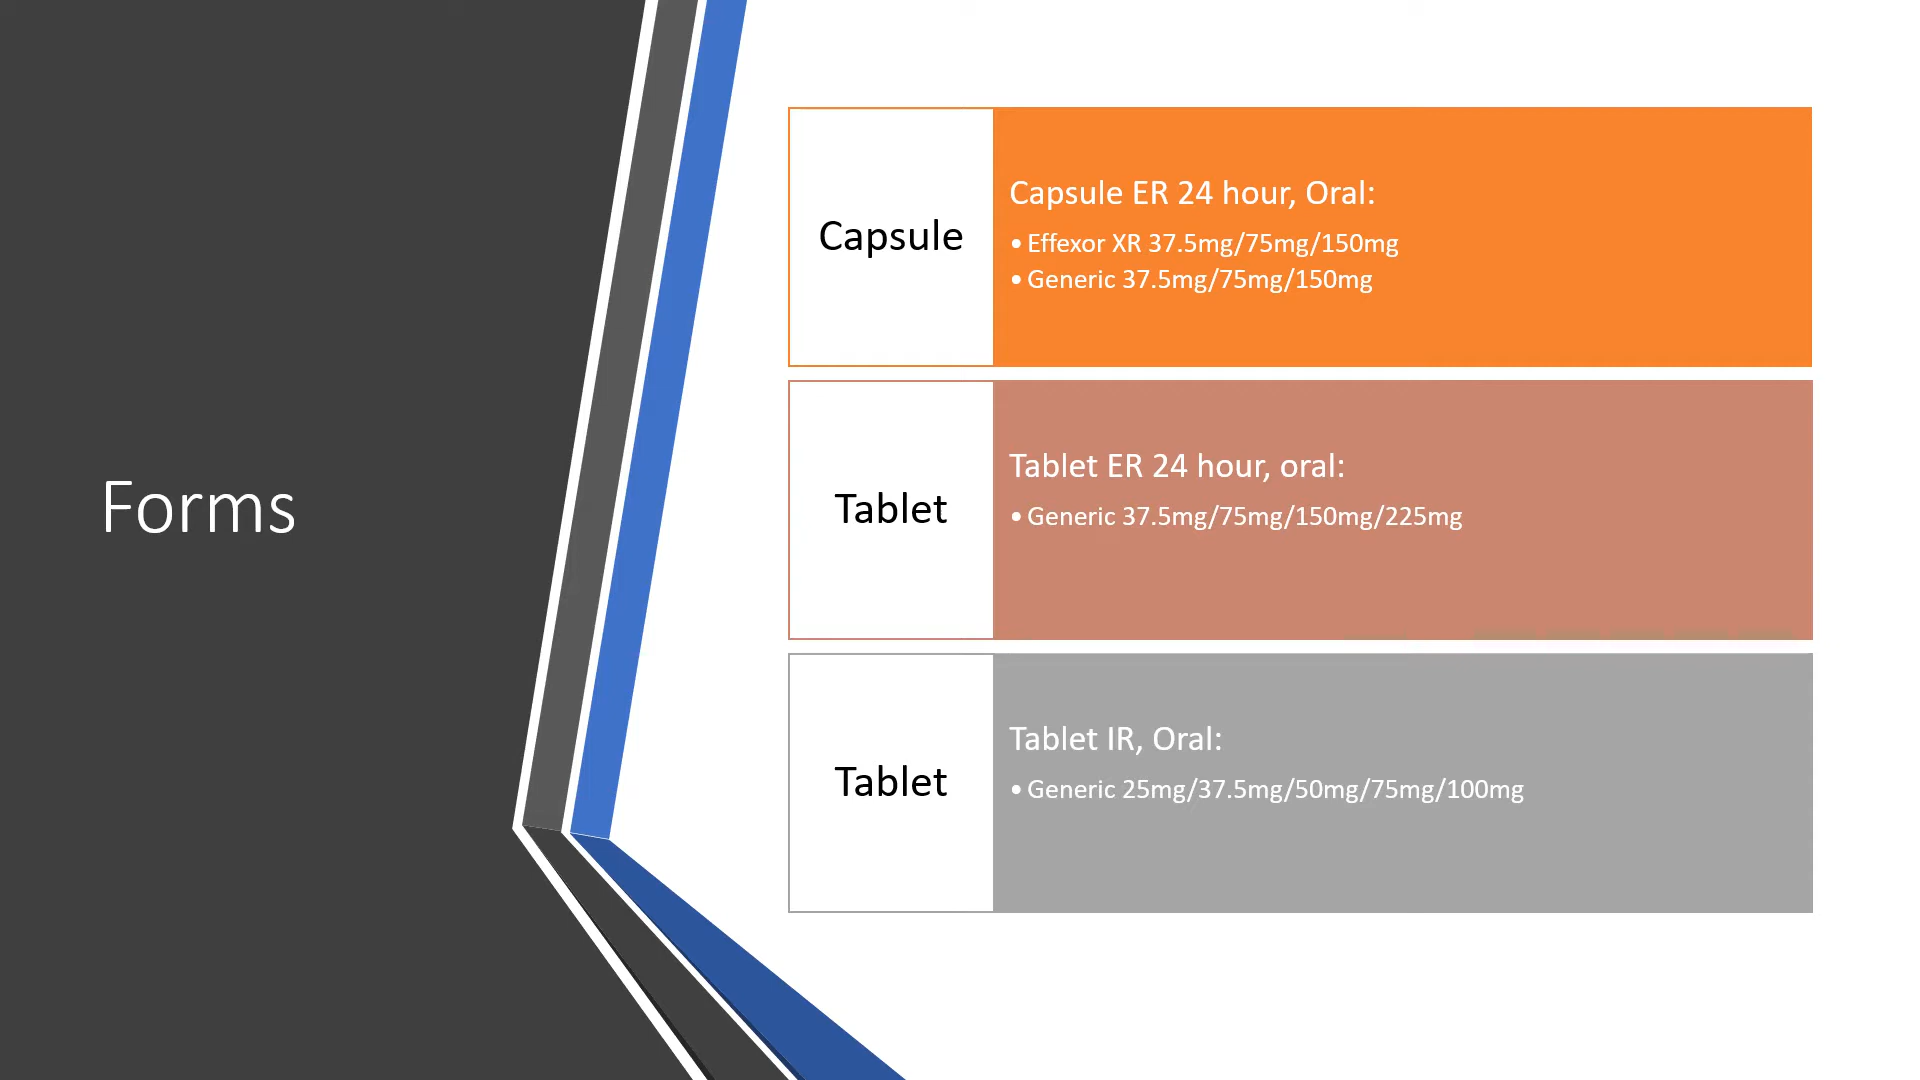 Forms
Capsule
Capsule ER 24 hour, Oral:
• Effexor XR 37.5mg/75mg/150mg
• Generic 37.5mg/75mg/150mg
Tablet
Tablet ER 24 hour, oral:
• Generic 37.5mg/75mg/150mg/225mg
Tablet
Tablet IR, Oral:
• Generic 25mg/37.5mg/50mg/75mg/100mg